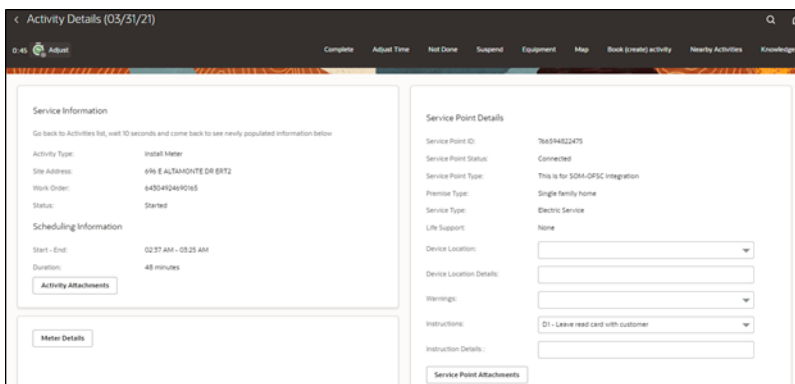 Activity Details (03/31/21)
0:45 Adjust
Complete Adjust Time Not Done Suspend Equipment Map Book (create) activity Nearby Activities Knowledge
Service Information
Go back to Activities list, wait 10 seconds and come back to see newly populated information below
Activity Type: Install Meter
Site Address: 696 E ALTAMONTE DR ERT2
Work Order: 64504924690165
Status: Started
Scheduling Information
Start - End: 02:37 AM - 03:25 AM
Duration: 48 minutes
Activity Attachments
Meter Details
Service Point Details
Service Point ID: 766594822475
Service Point Status: Connected
Service Point Type: This is for SOM-OFSC Integration
Premise Type: Single family home
Service Type: Electric Service
Life Support: None
Device Location:
Device Location Details:
Warnings:
Instructions: D1 - Leave read card with customer
Instruction Details :
Service Point Attachments